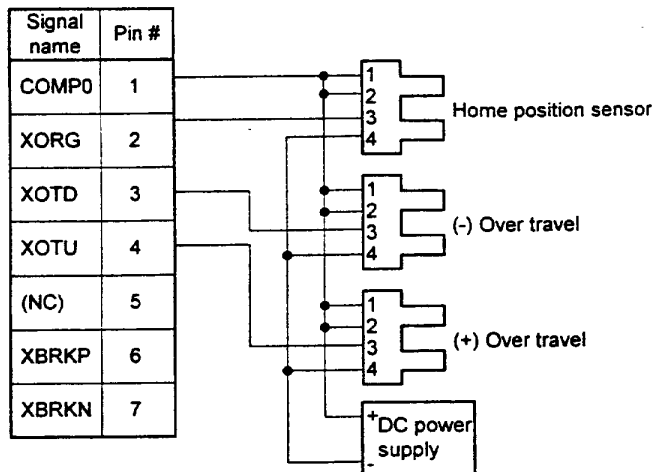 Signal name Pin #
COMP0 1
XORG 2
XOTD 3
XOTU 4
(NC) 5
XBRKP 6
XBRKN 7
1
2
3
4
Home position sensor
1
2
3
4
(-) Over travel
1
2
3
4
(+) Over travel
+
DC power
supply
-